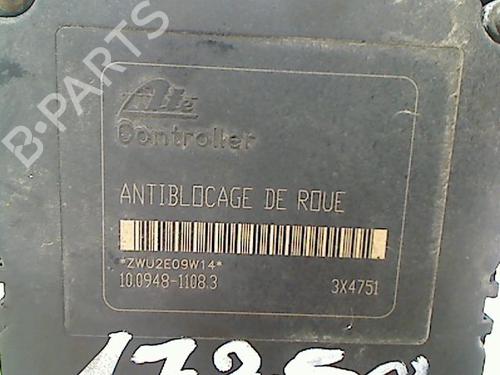 B-PARTS
Ate
Controller
ANTIBLOCAGE DE ROUE
*ZWU2E09W14*
10.0948-1108.3 3X4751